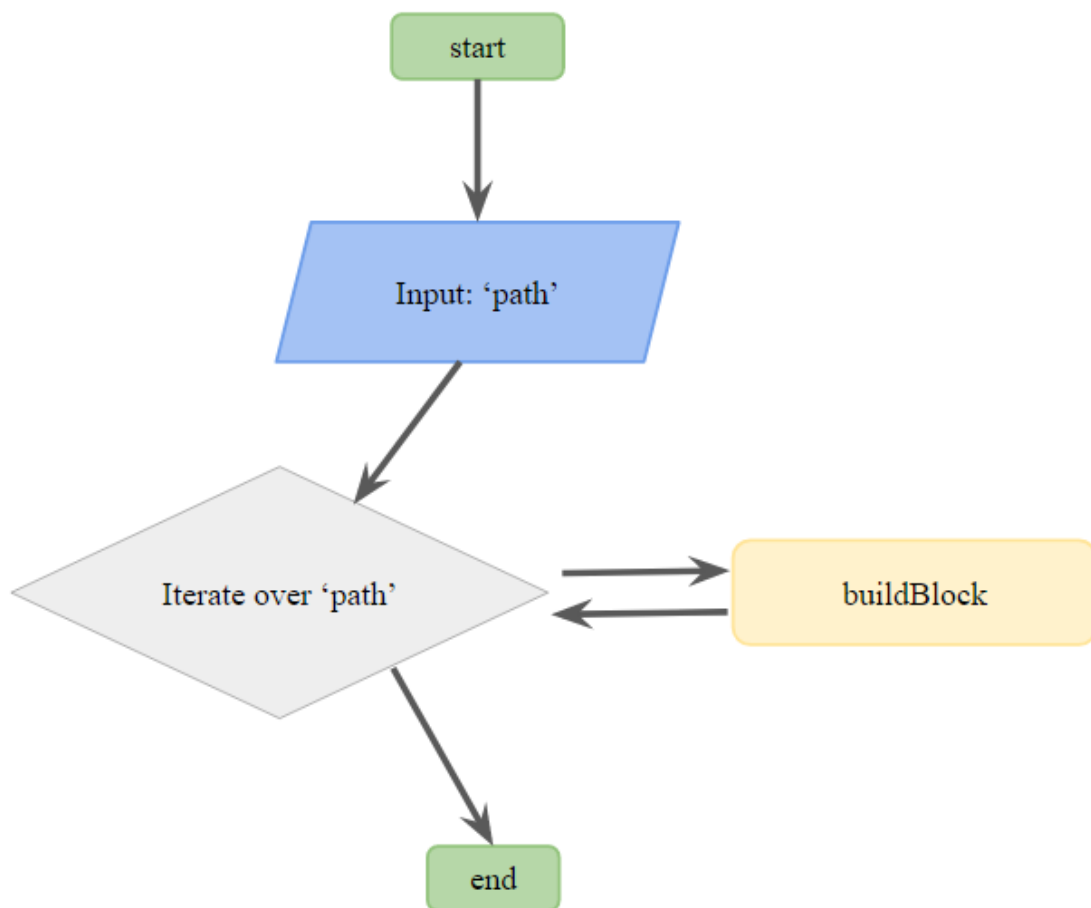 start
Input: ‘path’
Iterate over ‘path’
buildBlock
end